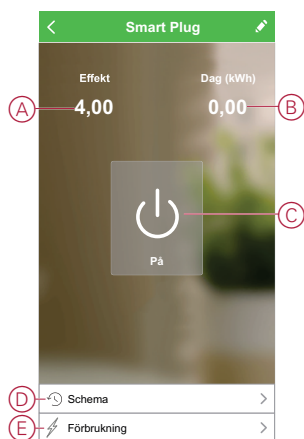 Smart Plug
Effekt Dag (kWh)
A 4,00 0,00 B
C
På
D Schema
E Förbrukning